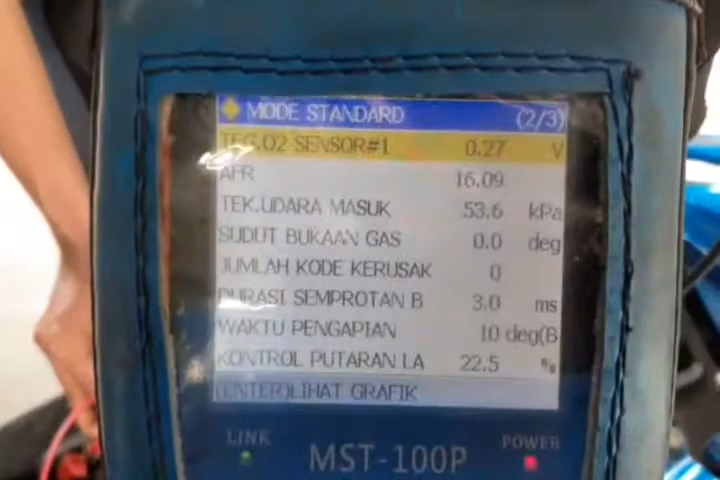 MODE STANDARD (2/3)
TEG.O2 SENSOR#1 0.27 V
AFR 16.09
TEK.UDARA MASUK 53.6 kPa
SUDUT BUKAAN GAS 0.0 deg
JUMLAH KODE KERUSAK 0
DURASI SEMPROTAN B 3.0 ms
WAKTU PENGAPIAN 10 deg(B
KONTROL PUTARAN LA 22.5 %
(ENTER)LIHAT GRAFIK
LINK POWER
MST-100P